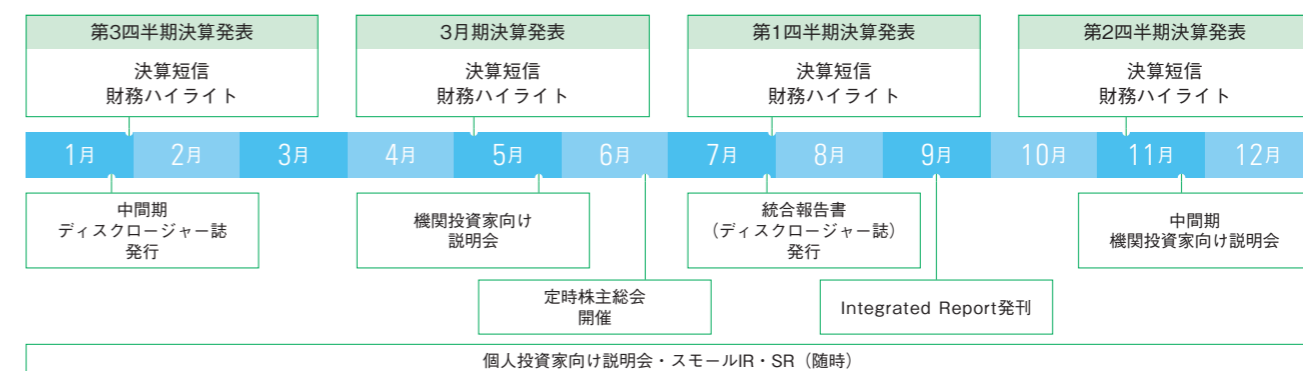 第3四半期決算発表
決算短信
財務ハイライト
3月期決算発表
決算短信
財務ハイライト
第1四半期決算発表
決算短信
財務ハイライト
第2四半期決算発表
決算短信
財務ハイライト
1月 2月 3月 4月 5月 6月 7月 8月 9月 10月 11月 12月
中間期
ディスクロージャー誌
発行
機関投資家向け
説明会
統合報告書
（ディスクロージャー誌）
発行
中間期
機関投資家向け説明会
定時株主総会
開催
Integrated Report発刊
個人投資家向け説明会・スモールIR・SR（随時）